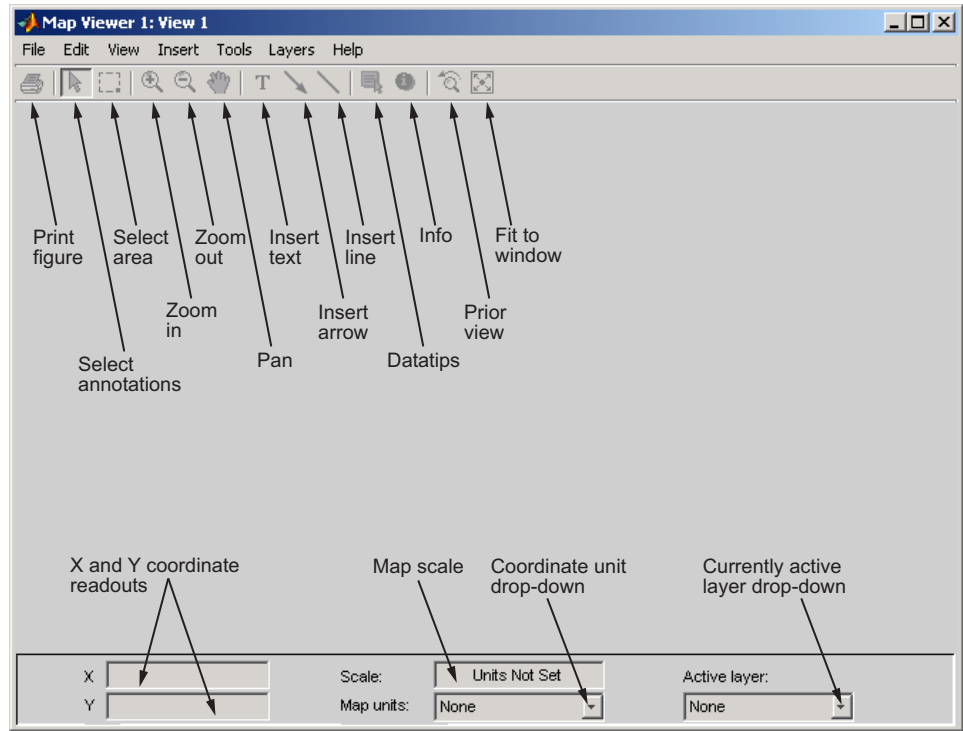 Map Viewer 1: View 1
File Edit View Insert Tools Layers Help
T
Print
figure
Select
area
Zoom
out
Insert
text
Insert
line
Info
Fit to
window
Zoom
in
Insert
arrow
Prior
view
Select
annotations
Pan
Datatips
X and Y coordinate
readouts
Map scale
Coordinate unit
drop-down
Currently active
layer drop-down
X
Scale: Units Not Set
Active layer:
Y
Map units: None
None